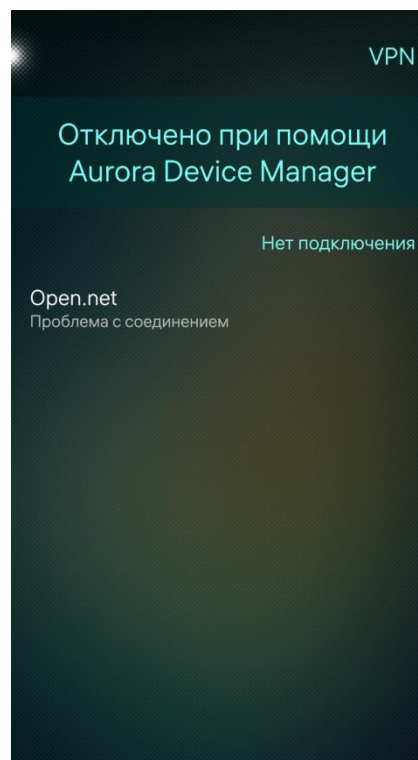 VPN
Отключено при помощи
Aurora Device Manager
Нет подключения
Open.net
Проблема с соединением